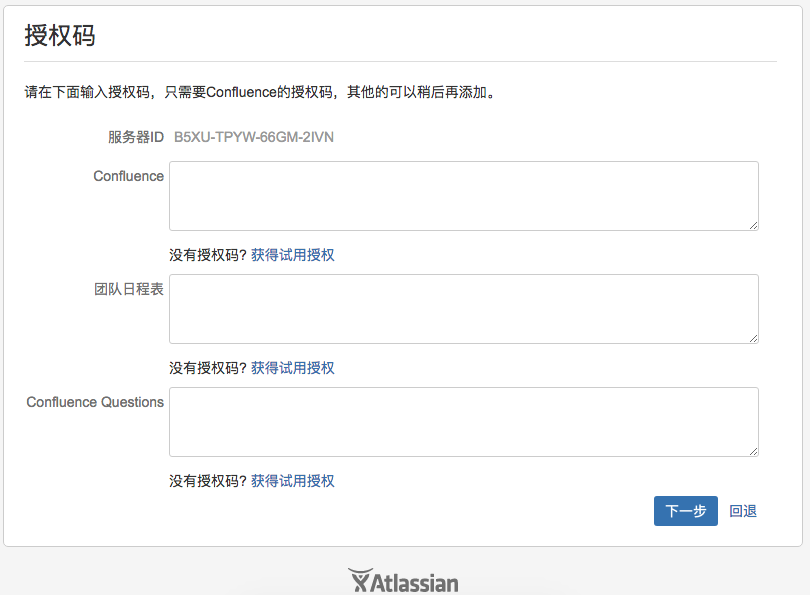 授权码
请在下面输入授权码，只需要Confluence的授权码，其他的可以稍后再添加。
服务器ID B5XU-TPYW-66GM-2IVN
Confluence
没有授权码? 获得试用授权
团队日程表
没有授权码? 获得试用授权
Confluence Questions
没有授权码? 获得试用授权
下一步 回退
Atlassian